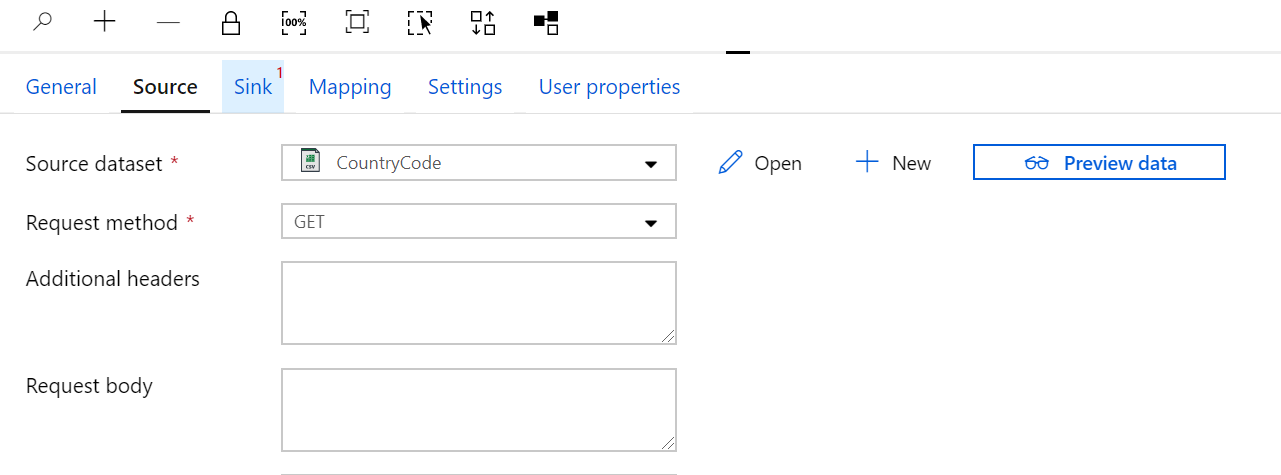 100%
General Source Sink 1 Mapping Settings User properties
Source dataset * CSV CountryCode Open New Preview data
Request method * GET
Additional headers
Request body